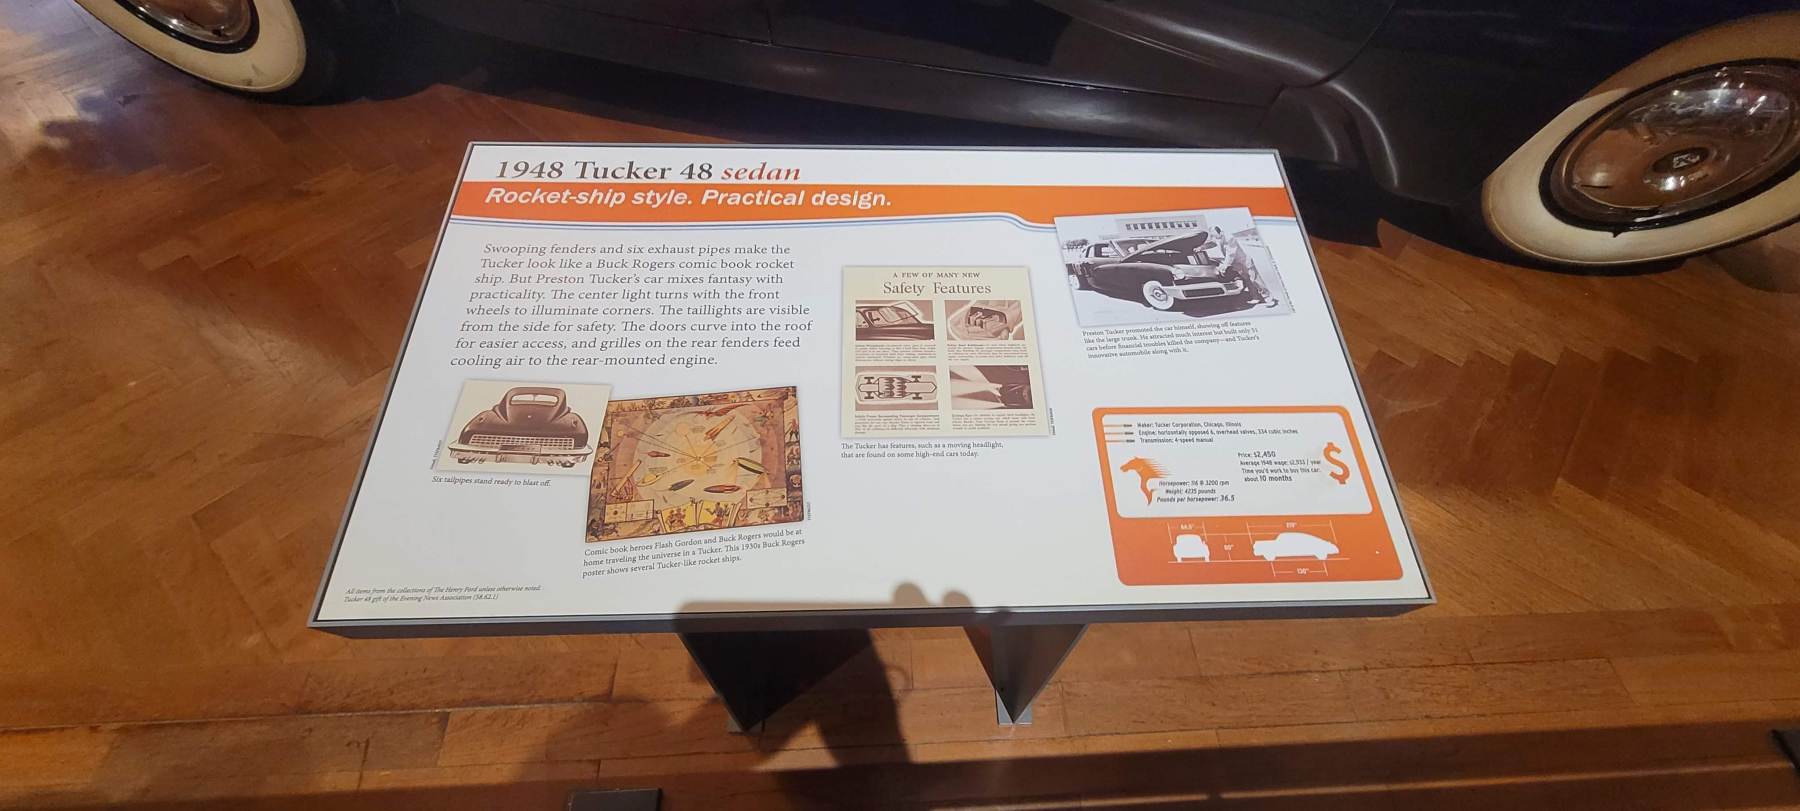 1948 Tucker 48 sedan
Rocket-ship style. Practical design.
Swooping fenders and six exhaust pipes make the
Tucker look like a Buck Rogers comic book rocket
ship. But Preston Tucker's car mixes fantasy with
practicality. The center light turns with the front
wheels to illuminate corners. The taillights are visible
from the side for safety. The doors curve into the roof
for easier access, and grilles on the rear fenders feed
cooling air to the rear-mounted engine.
Six tailpipes stand ready to blast off.
Comic book heroes Flash Gordon and Buck Rogers would be at
home traveling the universe in a Tucker. This 1930s Buck Rogers
poster shows several Tucker-like rocket ships.
All items from the collections of The Henry Ford unless otherwise noted.
Tucker 48 gift of the Evening News Association (58.62.1)
A FEW OF MANY NEW
Safety Features
The Tucker has features, such as a moving headlight,
that are found on some high-end cars today.
Preston Tucker promoted the car himself, showing off features
like the large trunk. He attracted much interest but built only 51
cars before financial troubles killed the company—and Tucker's
innovative automobile along with it.
Maker: Tucker Corporation, Chicago, Illinois
Engine: horizontally opposed 6, overhead valves, 334 cubic inches
Transmission: 4-speed manual
Horsepower: 166 @ 3200 rpm
Weight: 4235 pounds
Pounds per horsepower: 36.5
Price: $2,450
Average 1948 wage: $2,933 / year
Time you'd work to buy this car:
about 10 months
$
60"
219"
130"